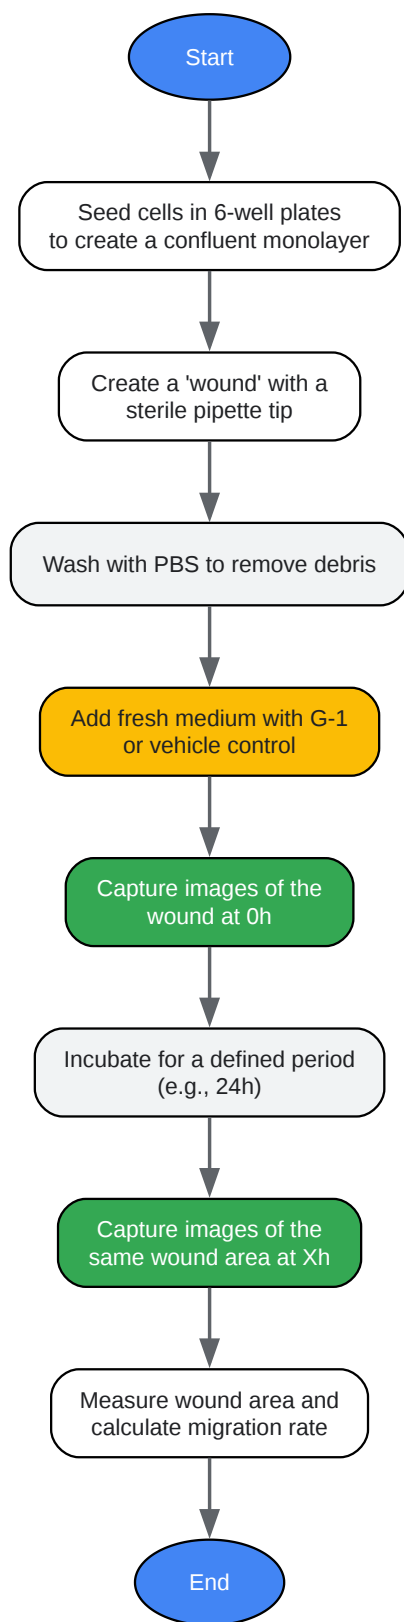 Start
Seed cells in 6-well plates
to create a confluent monolayer
Create a 'wound' with a
sterile pipette tip
Wash with PBS to remove debris
Add fresh medium with G-1
or vehicle control
Capture images of the
wound at 0h
Incubate for a defined period
(e.g., 24h)
Capture images of the
same wound area at Xh
Measure wound area and
calculate migration rate
End